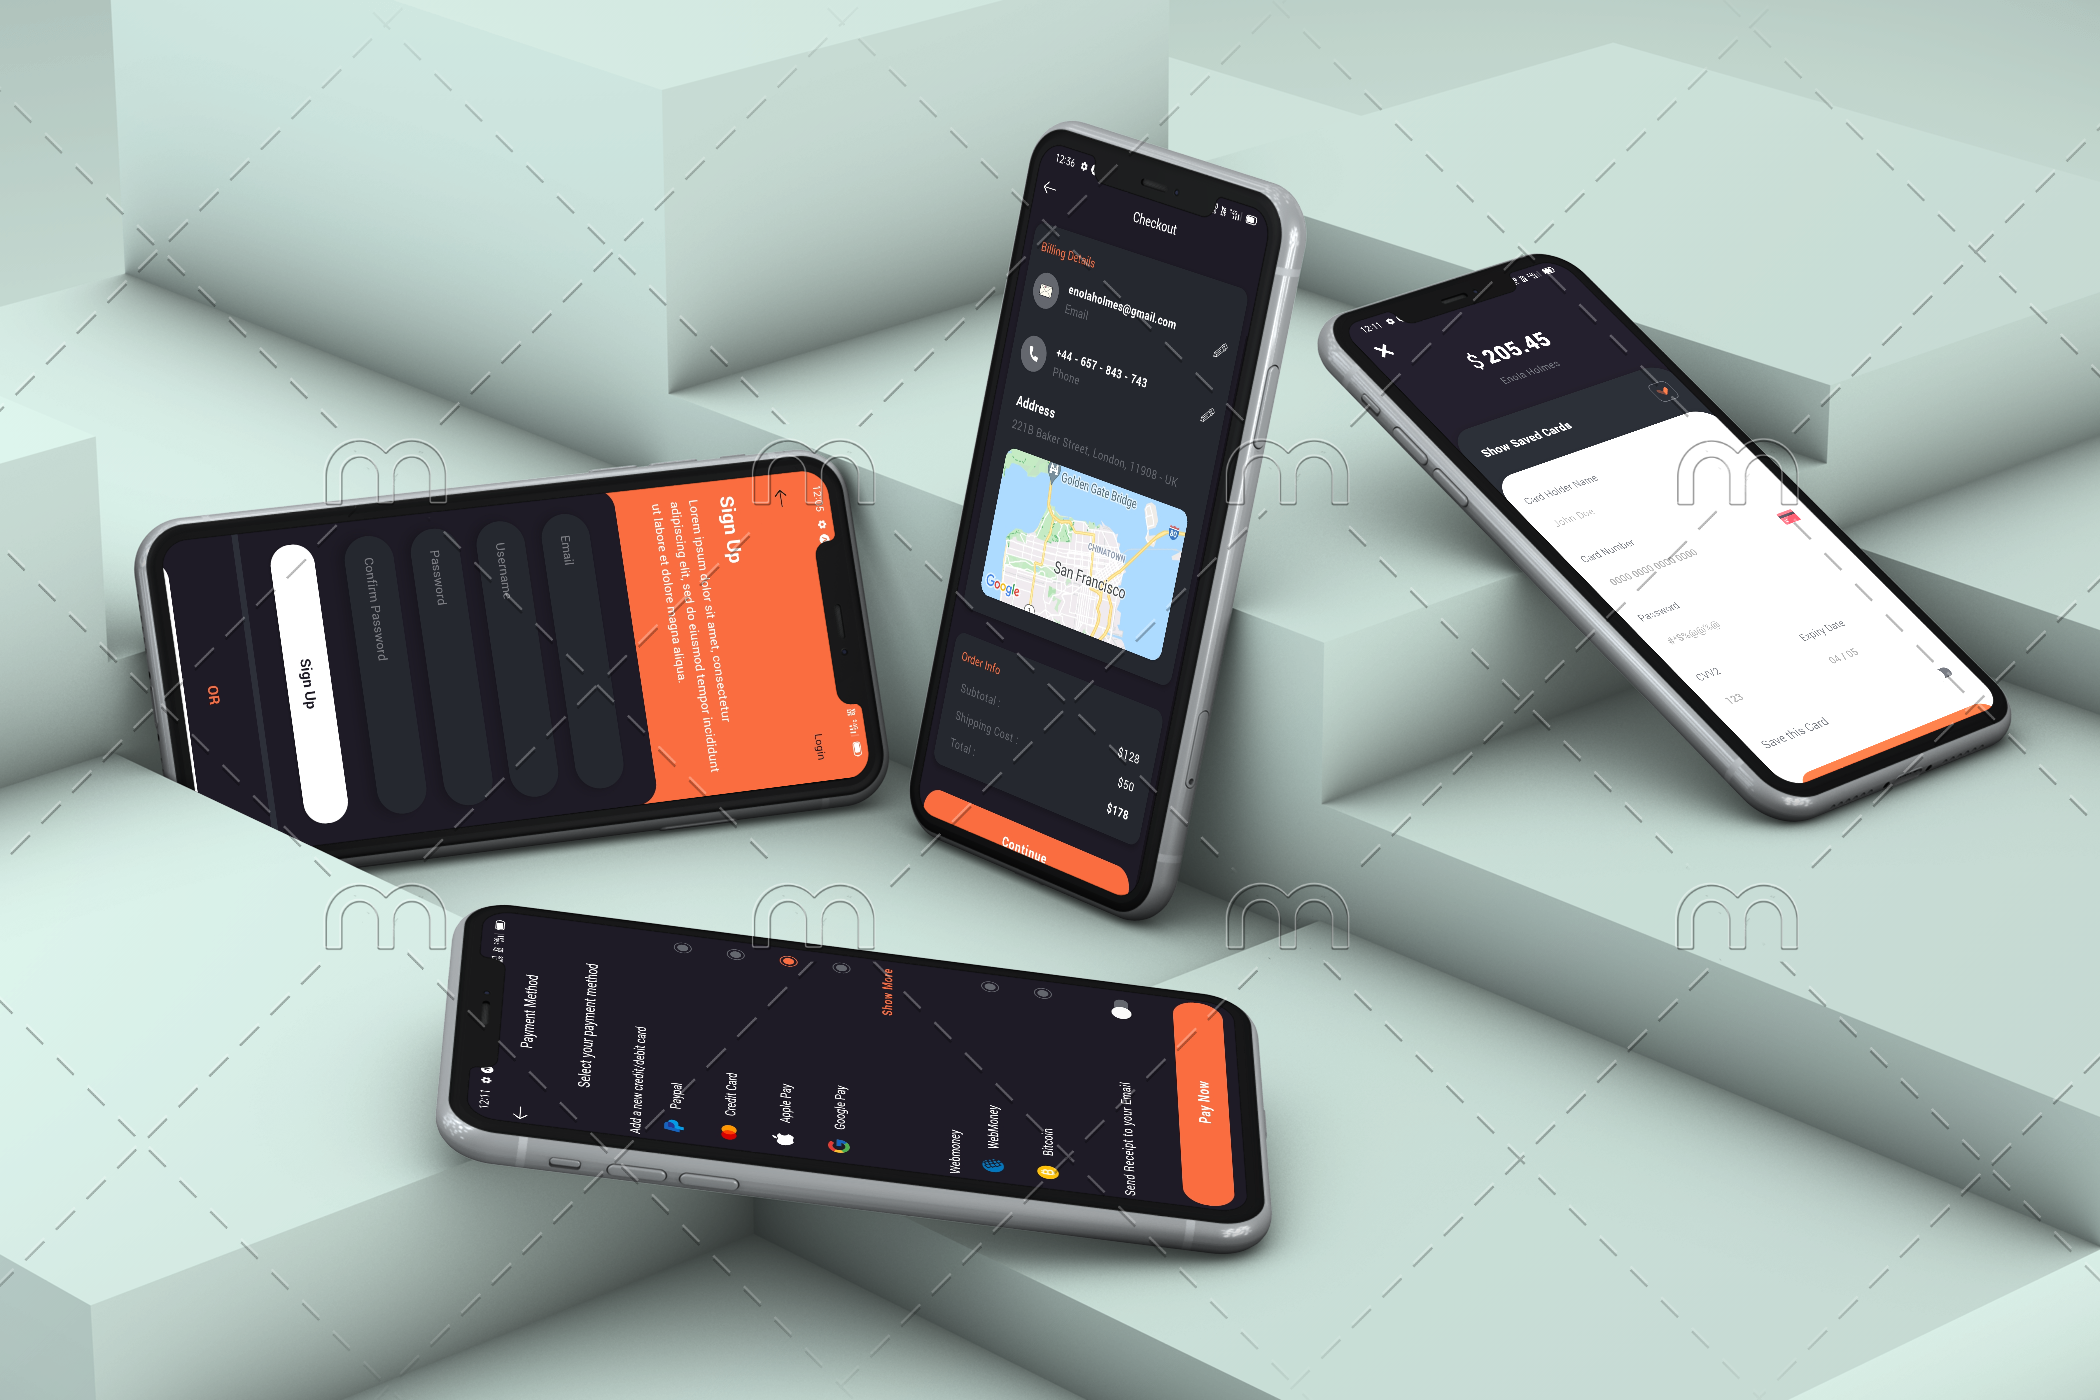 12:36
Checkout
Billing Details
enolaholmes@gmail.com
Email
+44 - 657 - 843 - 743
Phone
Address
221B Baker Street, London, 11908 - UK
Golden Gate Bridge
80
CHINATOWN
San Francisco
Google
1
Order Info
Subtotal :
$128
Shipping Cost :
$50
Total :
$178
Continue
12:11
$ 205.45
Enola Holmes
Show Saved Cards
Card Holder Name
John Doe
Card Number
0000 0000 0000 0000
Password
CVV2
Expiry Date
123
04 / 05
Save this Card
Login
Sign Up
Lorem ipsum dolor sit amet, consectetur
adipiscing elit, sed do eiusmod tempor incididunt
ut labore et dolore magna aliqua.
Email
Username
Password
Confirm Password
Sign Up
OR
12:11
Payment Method
Select your payment method
Add a new credit/debit card
Paypal
Credit Card
Apple Pay
Google Pay
Show More
Webmoney
WebMoney
Bitcoin
Send Receipt to your Email
Pay Now
m m m m
m m m m